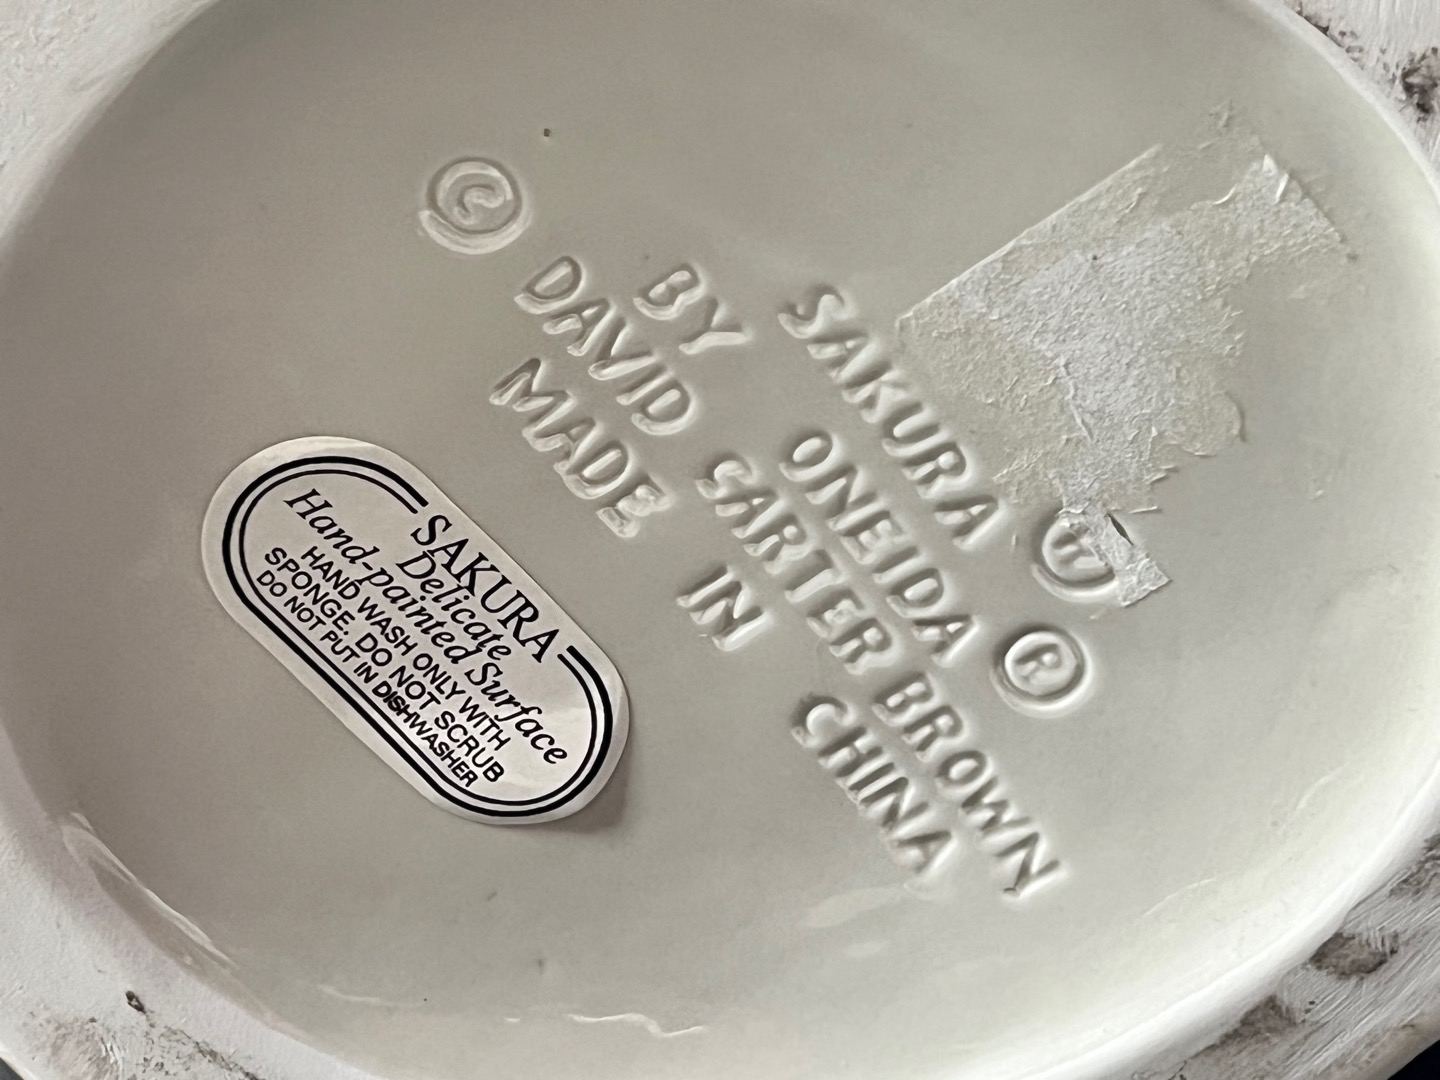 SAKURA
BY ONEIDA ®
© DAVID CARTER BROWN
MADE IN CHINA
SAKURA
Delicate
Hand-painted Surface
HAND WASH ONLY WITH
SPONGE. DO NOT SCRUB
DO NOT PUT IN DISHWASHER